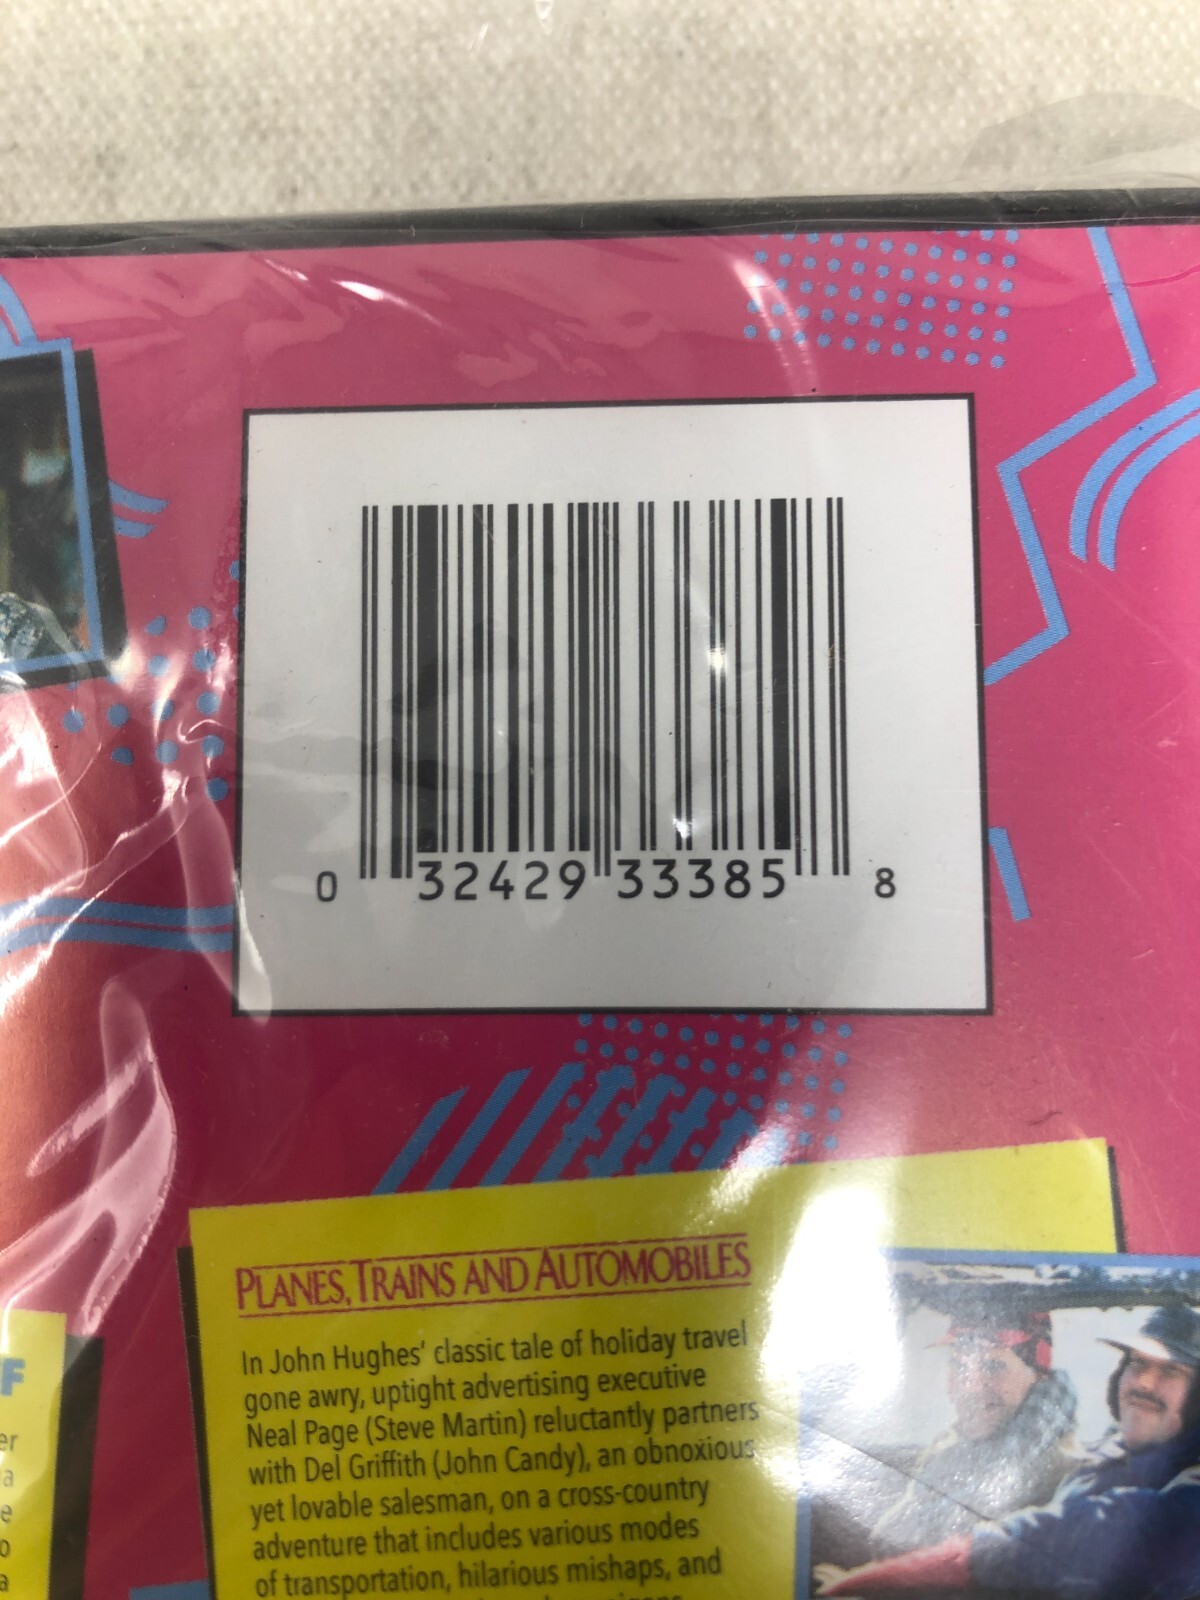 0 32429 33385 8
PLANES, TRAINS AND AUTOMOBILES
In John Hughes' classic tale of holiday travel
gone awry, uptight advertising executive
Neal Page (Steve Martin) reluctantly partners
with Del Griffith (John Candy), an obnoxious
yet lovable salesman, on a cross-country
adventure that includes various modes
of transportation, hilarious mishaps, and
F
er
a
e
o
a